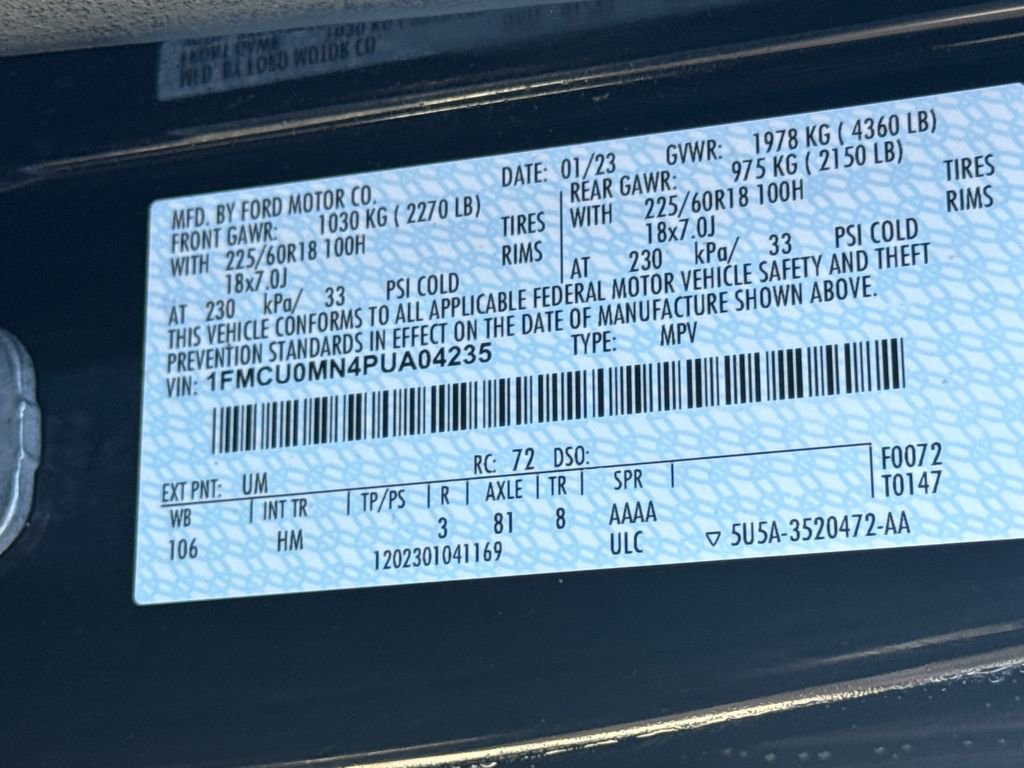 MFD. BY FORD MOTOR CO.
DATE: 01/23 GVWR: 1978 KG ( 4360 LB)
FRONT GAWR: 1030 KG ( 2270 LB)
WITH 225/60R18 100H TIRES
18x7.0J RIMS
AT 230 kPa/ 33 PSI COLD
REAR GAWR: 975 KG ( 2150 LB)
WITH 225/60R18 100H TIRES
18x7.0J RIMS
AT 230 kPa/ 33 PSI COLD
THIS VEHICLE CONFORMS TO ALL APPLICABLE FEDERAL MOTOR VEHICLE SAFETY AND THEFT
PREVENTION STANDARDS IN EFFECT ON THE DATE OF MANUFACTURE SHOWN ABOVE.
VIN: 1FMCU0MN4PUA04235 TYPE: MPV
EXT PNT: UM RC: 72 DSO: F0072
WB INT TR TP/PS R AXLE TR SPR T0147
106 HM 3 81 8 AAAA
1202301041169 ULC ▽ 5U5A-3520472-AA